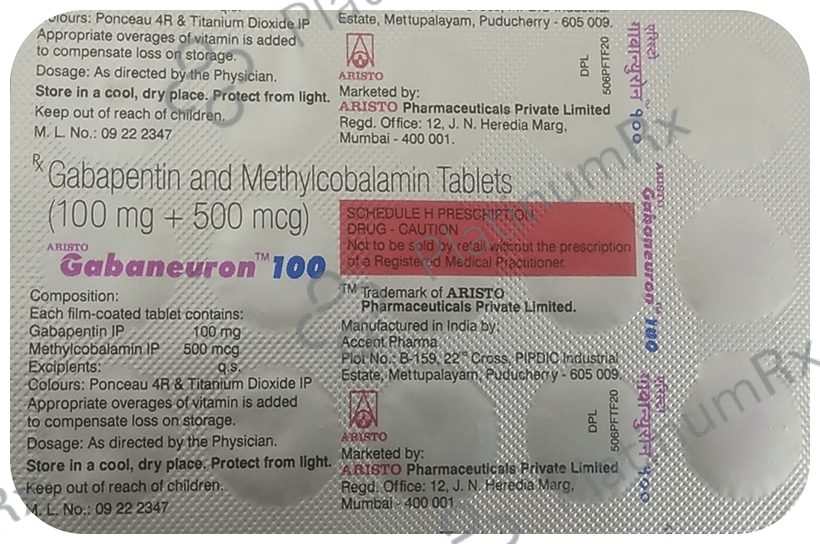 Colours: Ponceau 4R & Titanium Dioxide IP
Appropriate overages of vitamin is added
to compensate loss on storage.
Dosage: As directed by the Physician.
Store in a cool, dry place. Protect from light.
Keep out of reach of children.
M. L. No.: 09 22 2347
Estate, Mettupalayam, Puducherry - 605 009.
ARISTO
Marketed by:
ARISTO Pharmaceuticals Private Limited
Regd. Office: 12, J. N. Heredia Marg,
Mumbai - 400 001.
DPL
506PFTF20
Rx Gabapentin and Methylcobalamin Tablets
(100 mg + 500 mcg)
ARISTO
Gabaneuron™ 100
SCHEDULE H PRESCRIPTION
DRUG - CAUTION
Not to be sold by retail without the prescription
of a Registered Medical Practitioner.
Composition:
Each film-coated tablet contains:
Gabapentin IP 100 mg
Methylcobalamin IP 500 mcg
Excipients: q.s.
Colours: Ponceau 4R & Titanium Dioxide IP
Appropriate overages of vitamin is added
to compensate loss on storage.
Dosage: As directed by the Physician.
Store in a cool, dry place. Protect from light.
Keep out of reach of children.
M. L. No.: 09 22 2347
™ Trademark of ARISTO
Pharmaceuticals Private Limited.
Manufactured in India by:
Accent Pharma
Plot No.: B-159, 22nd Cross, PIPDIC Industrial
Estate, Mettupalayam, Puducherry - 605 009.
ARISTO
Marketed by:
ARISTO Pharmaceuticals Private Limited
Regd. Office: 12, J. N. Heredia Marg,
Mumbai - 400 001
DPL
506PFTF20
एरिस्टो
गाबान्यूरोन™ १००
ARISTO
Gabaneuron™ 100
एरिस्टो
गाबान्यूरोन १००
PlatinumRx
PlatinumRx